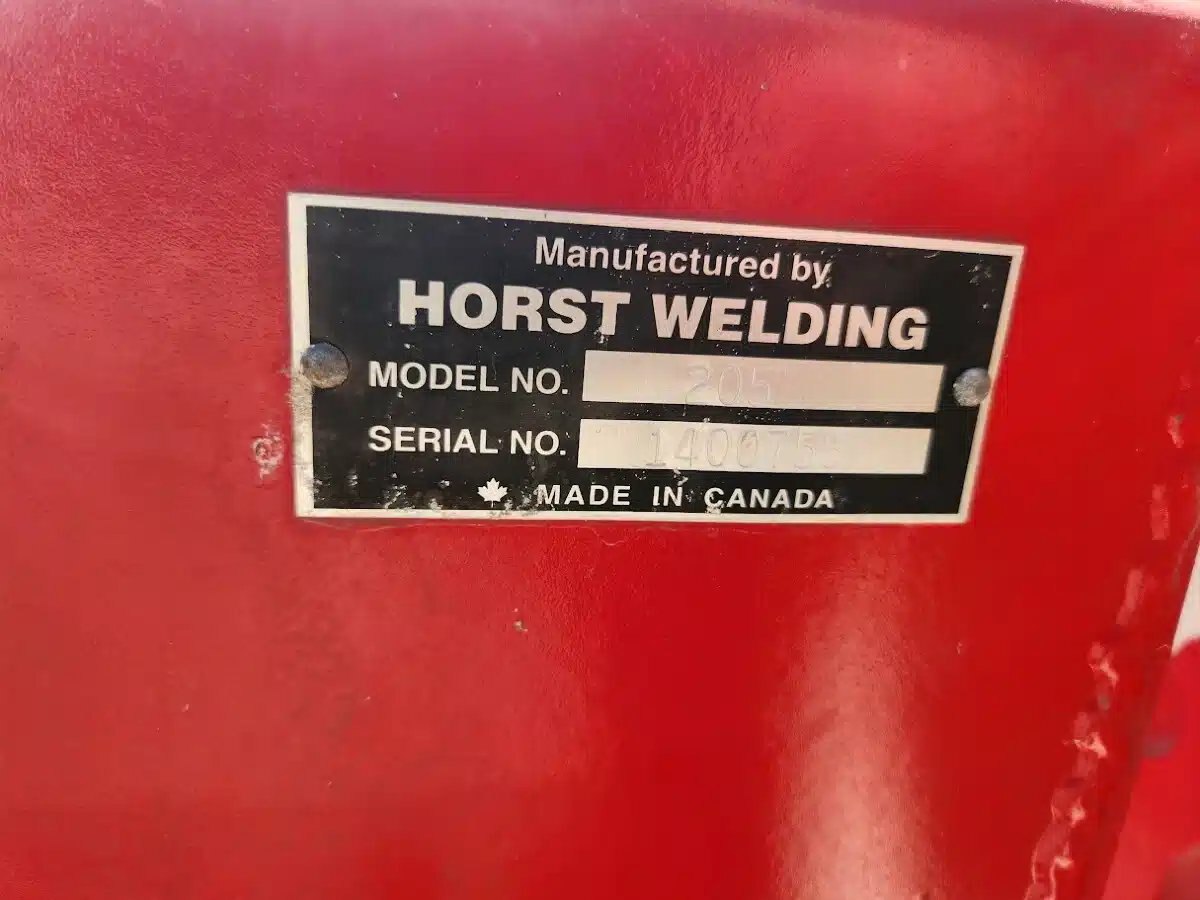 Manufactured by
HORST WELDING
MODEL NO. 205
SERIAL NO.
MADE IN CANADA